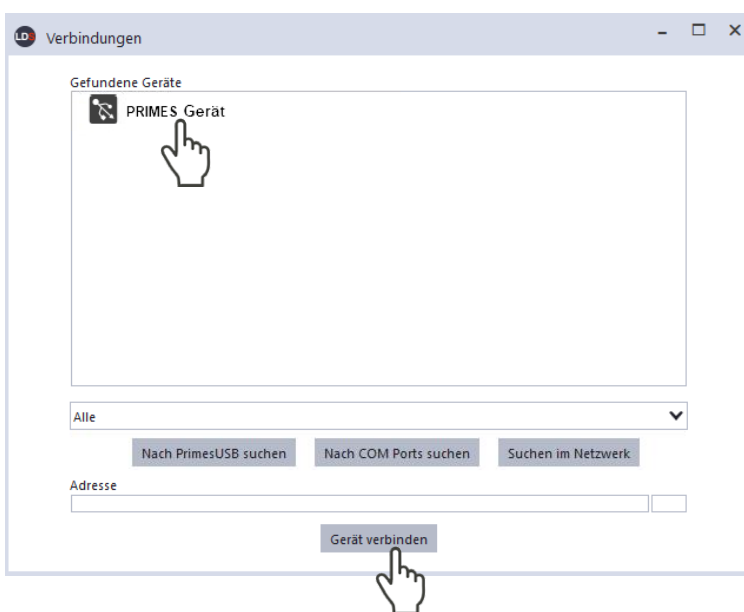 LDS Verbindungen
Gefundene Geräte
PRIMES Gerät
Alle
Nach PrimesUSB suchen Nach COM Ports suchen Suchen im Netzwerk
Adresse
Gerät verbinden